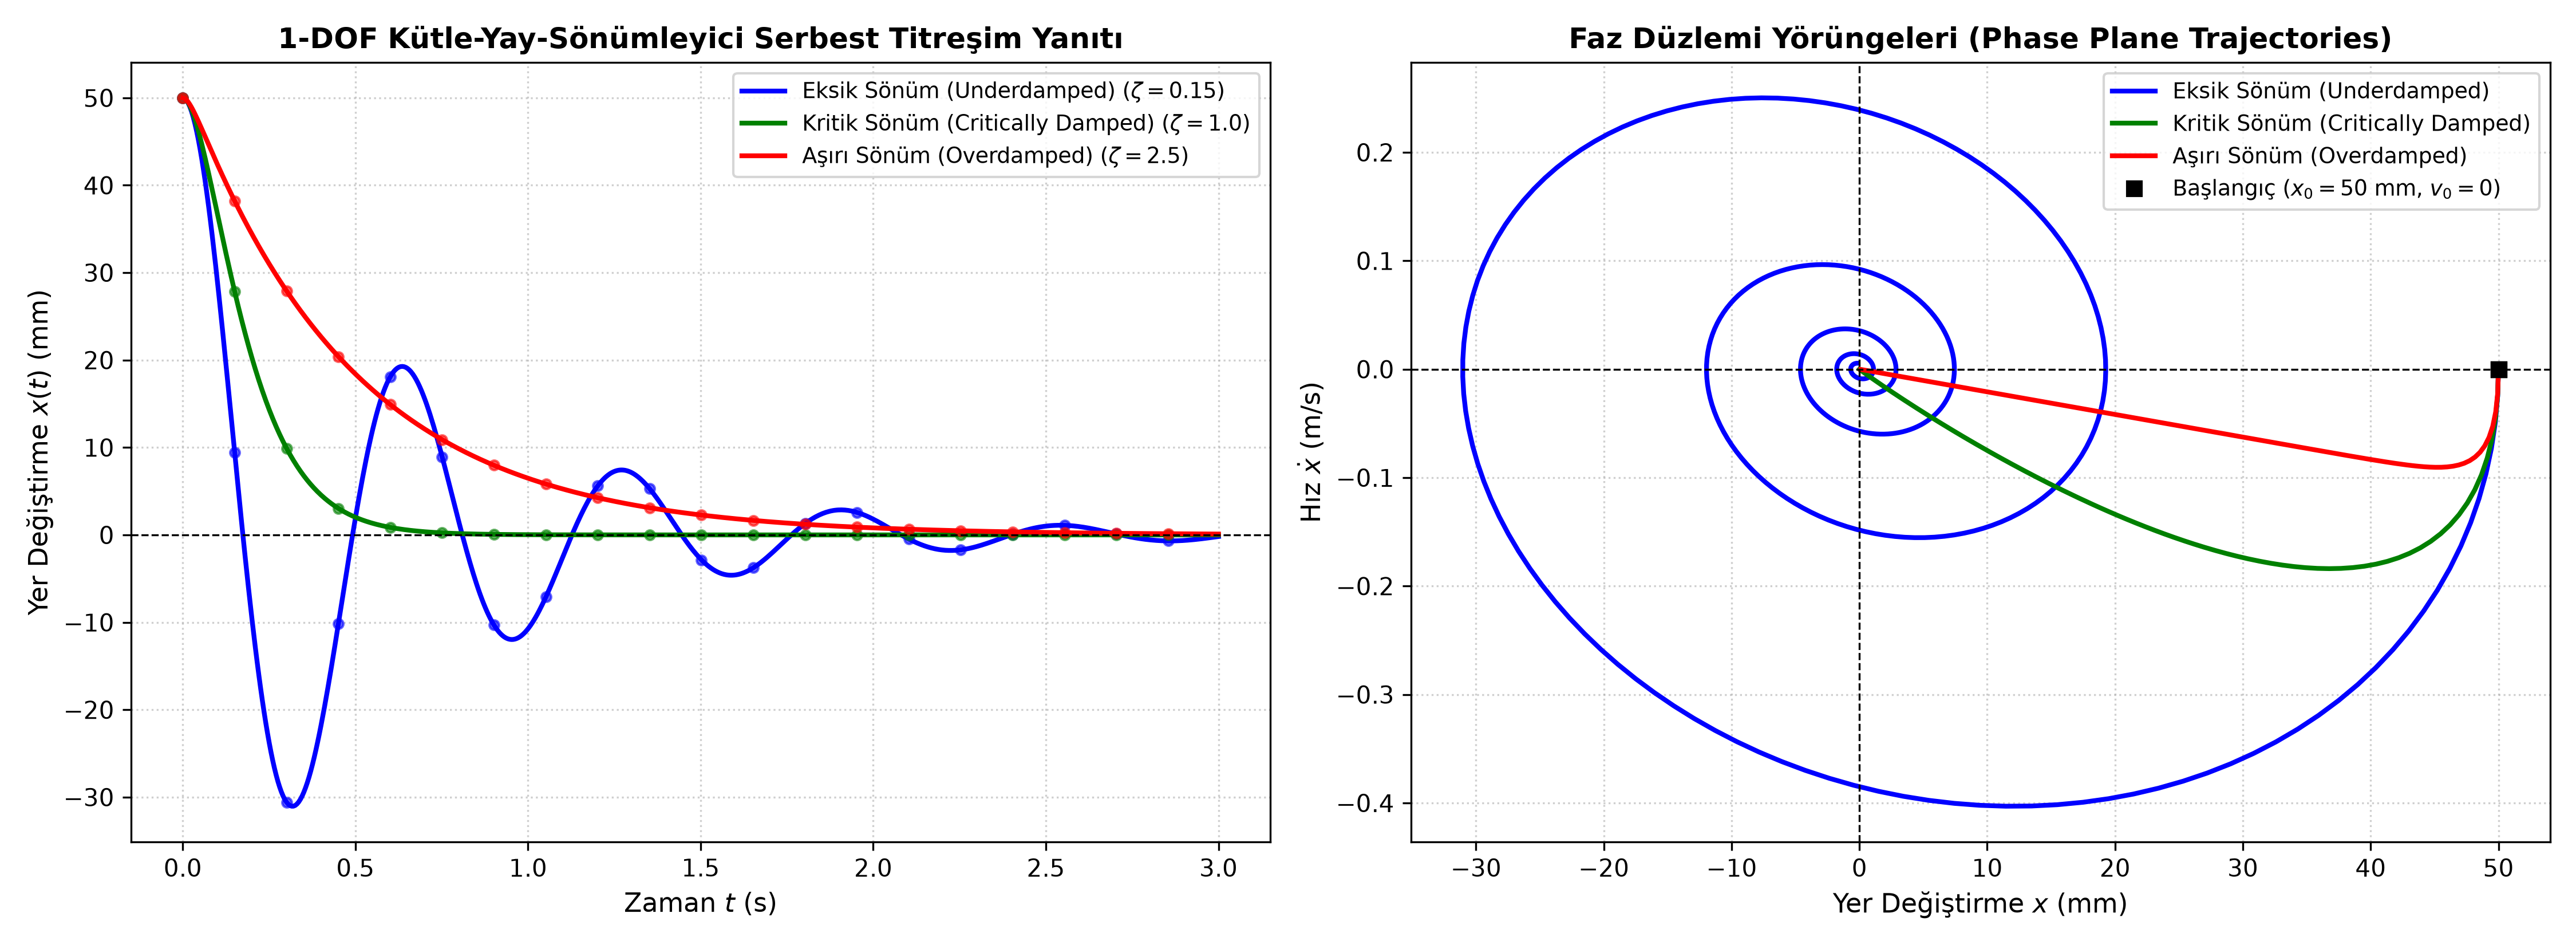 1-DOF Kütle-Yay-Sönümleyici Serbest Titreşim Yanıtı
Eksik Sönüm (Underdamped) (ζ = 0.15)
Kritik Sönüm (Critically Damped) (ζ = 1.0)
Aşırı Sönüm (Overdamped) (ζ = 2.5)
Yer Değiştirme x(t) (mm)
50
40
30
20
10
0
−10
−20
−30
0.0 0.5 1.0 1.5 2.0 2.5 3.0
Zaman t (s)
Faz Düzlemi Yörüngeleri (Phase Plane Trajectories)
Eksik Sönüm (Underdamped)
Kritik Sönüm (Critically Damped)
Aşırı Sönüm (Overdamped)
Başlangıç (x₀ = 50 mm, v₀ = 0)
Hız ẋ (m/s)
0.2
0.1
0.0
−0.1
−0.2
−0.3
−0.4
−30 −20 −10 0 10 20 30 40 50
Yer Değiştirme x (mm)